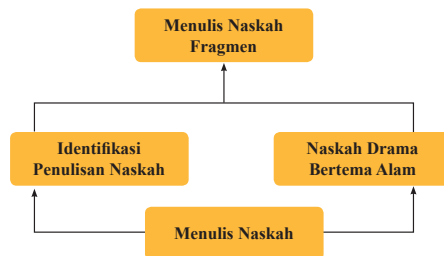 Menulis Naskah
Fragmen
Identifikasi
Penulisan Naskah
Naskah Drama
Bertema Alam
Menulis Naskah